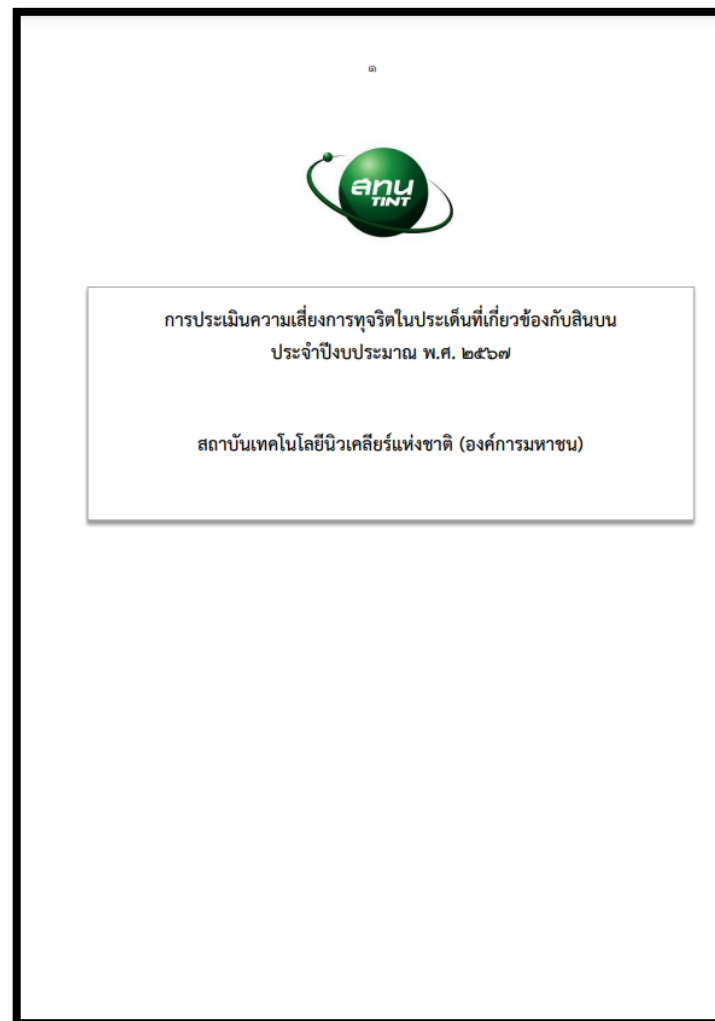 ๑
สทน
TINT
การประเมินความเสี่ยงการทุจริตในประเด็นที่เกี่ยวข้องกับสินบน
ประจำปีงบประมาณ พ.ศ. ๒๕๖๗
สถาบันเทคโนโลยีนิวเคลียร์แห่งชาติ (องค์การมหาชน)